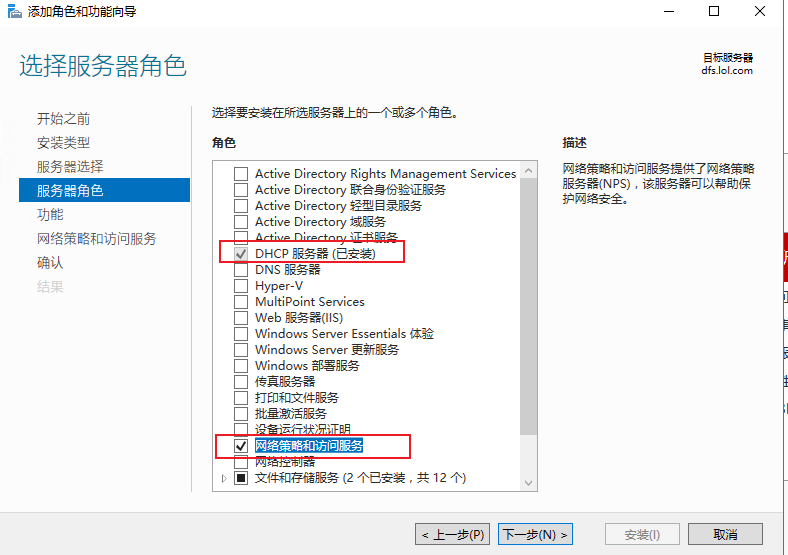 添加角色和功能向导
选择服务器角色
目标服务器
dfs.lol.com
开始之前
安装类型
服务器选择
服务器角色
功能
网络策略和访问服务
确认
结果
选择要安装在所选服务器上的一个或多个角色。
角色
Active Directory Rights Management Services
Active Directory 联合身份验证服务
Active Directory 轻型目录服务
Active Directory 域服务
Active Directory 证书服务
DHCP 服务器 (已安装)
DNS 服务器
Hyper-V
MultiPoint Services
Web 服务器(IIS)
Windows Server Essentials 体验
Windows Server 更新服务
Windows 部署服务
传真服务器
打印和文件服务
批量激活服务
设备运行状况证明
网络策略和访问服务
网络控制器
文件和存储服务 (2 个已安装，共 12 个)
描述
网络策略和访问服务提供了网络策略
服务器(NPS)，该服务器可以帮助保
护网络安全。
< 上一步(P)
下一步(N) >
安装(I)
取消